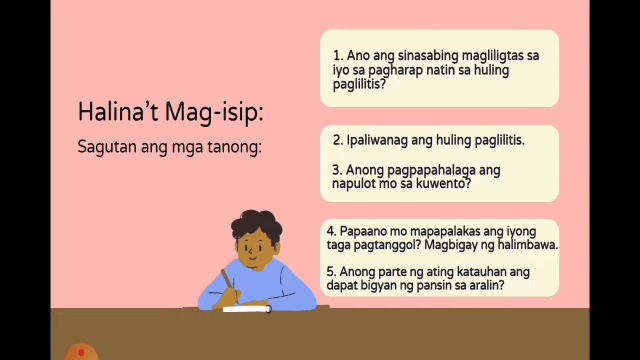 Halina't Mag-isip:
Sagutan ang mga tanong:
1. Ano ang sinasabing magliligtas sa
iyo sa pagharap natin sa huling
paglilitis?
2. Ipaliwanag ang huling paglilitis.
3. Anong pagpapahalaga ang
napulot mo sa kuwento?
4. Papaano mo mapapalakas ang iyong
taga pagtanggol? Magbigay ng halimbawa.
5. Anong parte ng ating katauhan ang
dapat bigyan ng pansin sa aralin?